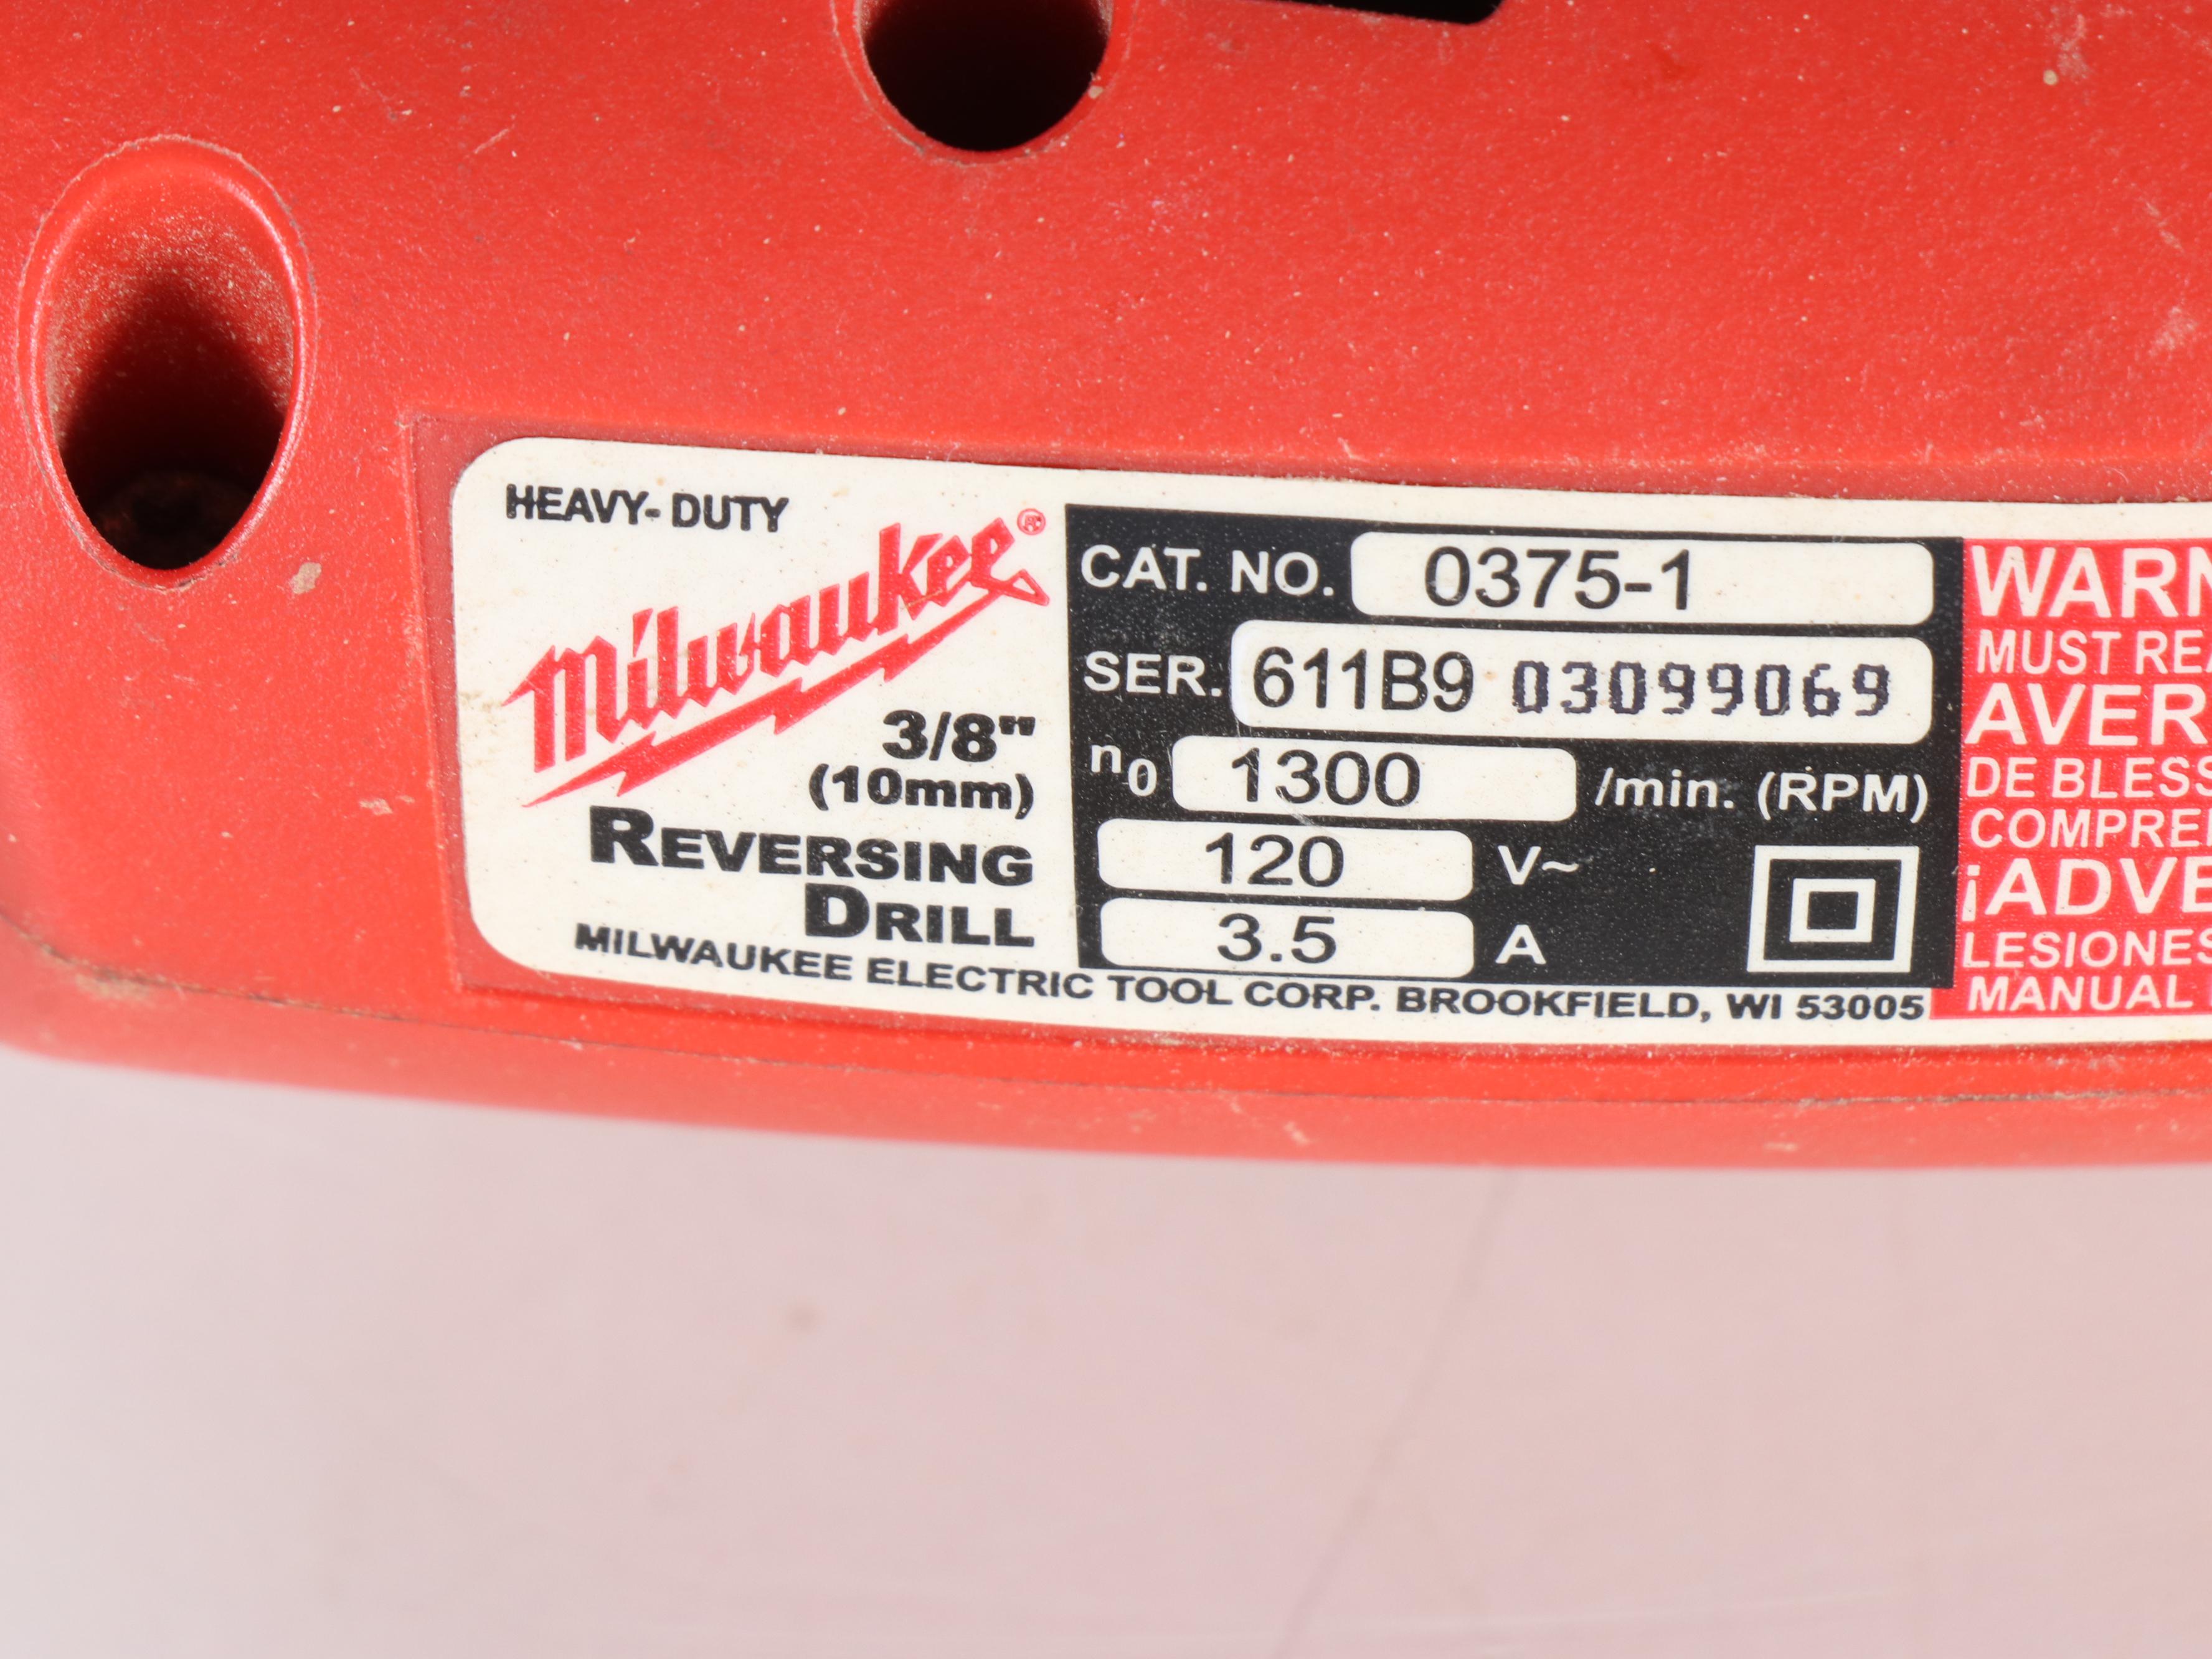 HEAVY-DUTY
Milwaukee®
3/8"
(10mm)
REVERSING
DRILL
CAT. NO. 0375-1
SER. 611B9 03099069
n0 1300 /min. (RPM)
120 V~
3.5 A
MILWAUKEE ELECTRIC TOOL CORP. BROOKFIELD, WI 53005
WARN
MUST REA
AVER
DE BLESS
COMPRE
¡ADVE
LESIONES
MANUAL